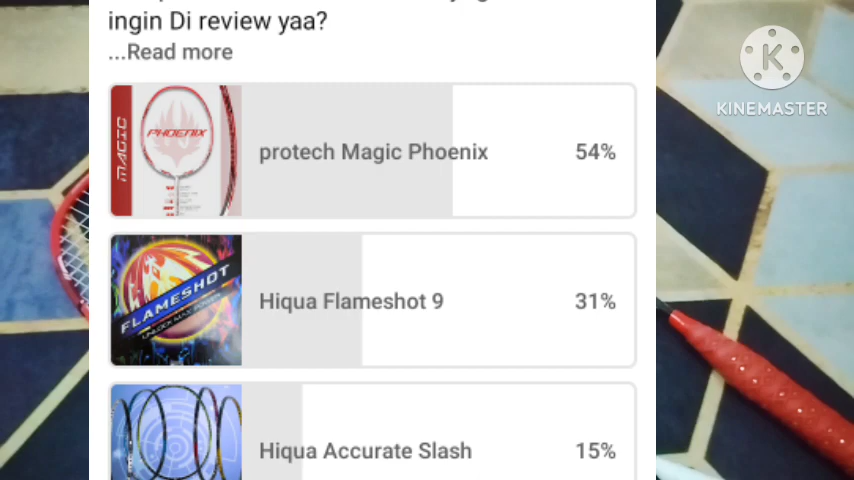 ingin Di review yaa?
...Read more
MAGIC
PHOENIX
protech Magic Phoenix
54%
FLAMESHOT
Hiqua Flameshot 9
31%
Hiqua Accurate Slash
15%
KINEMASTER